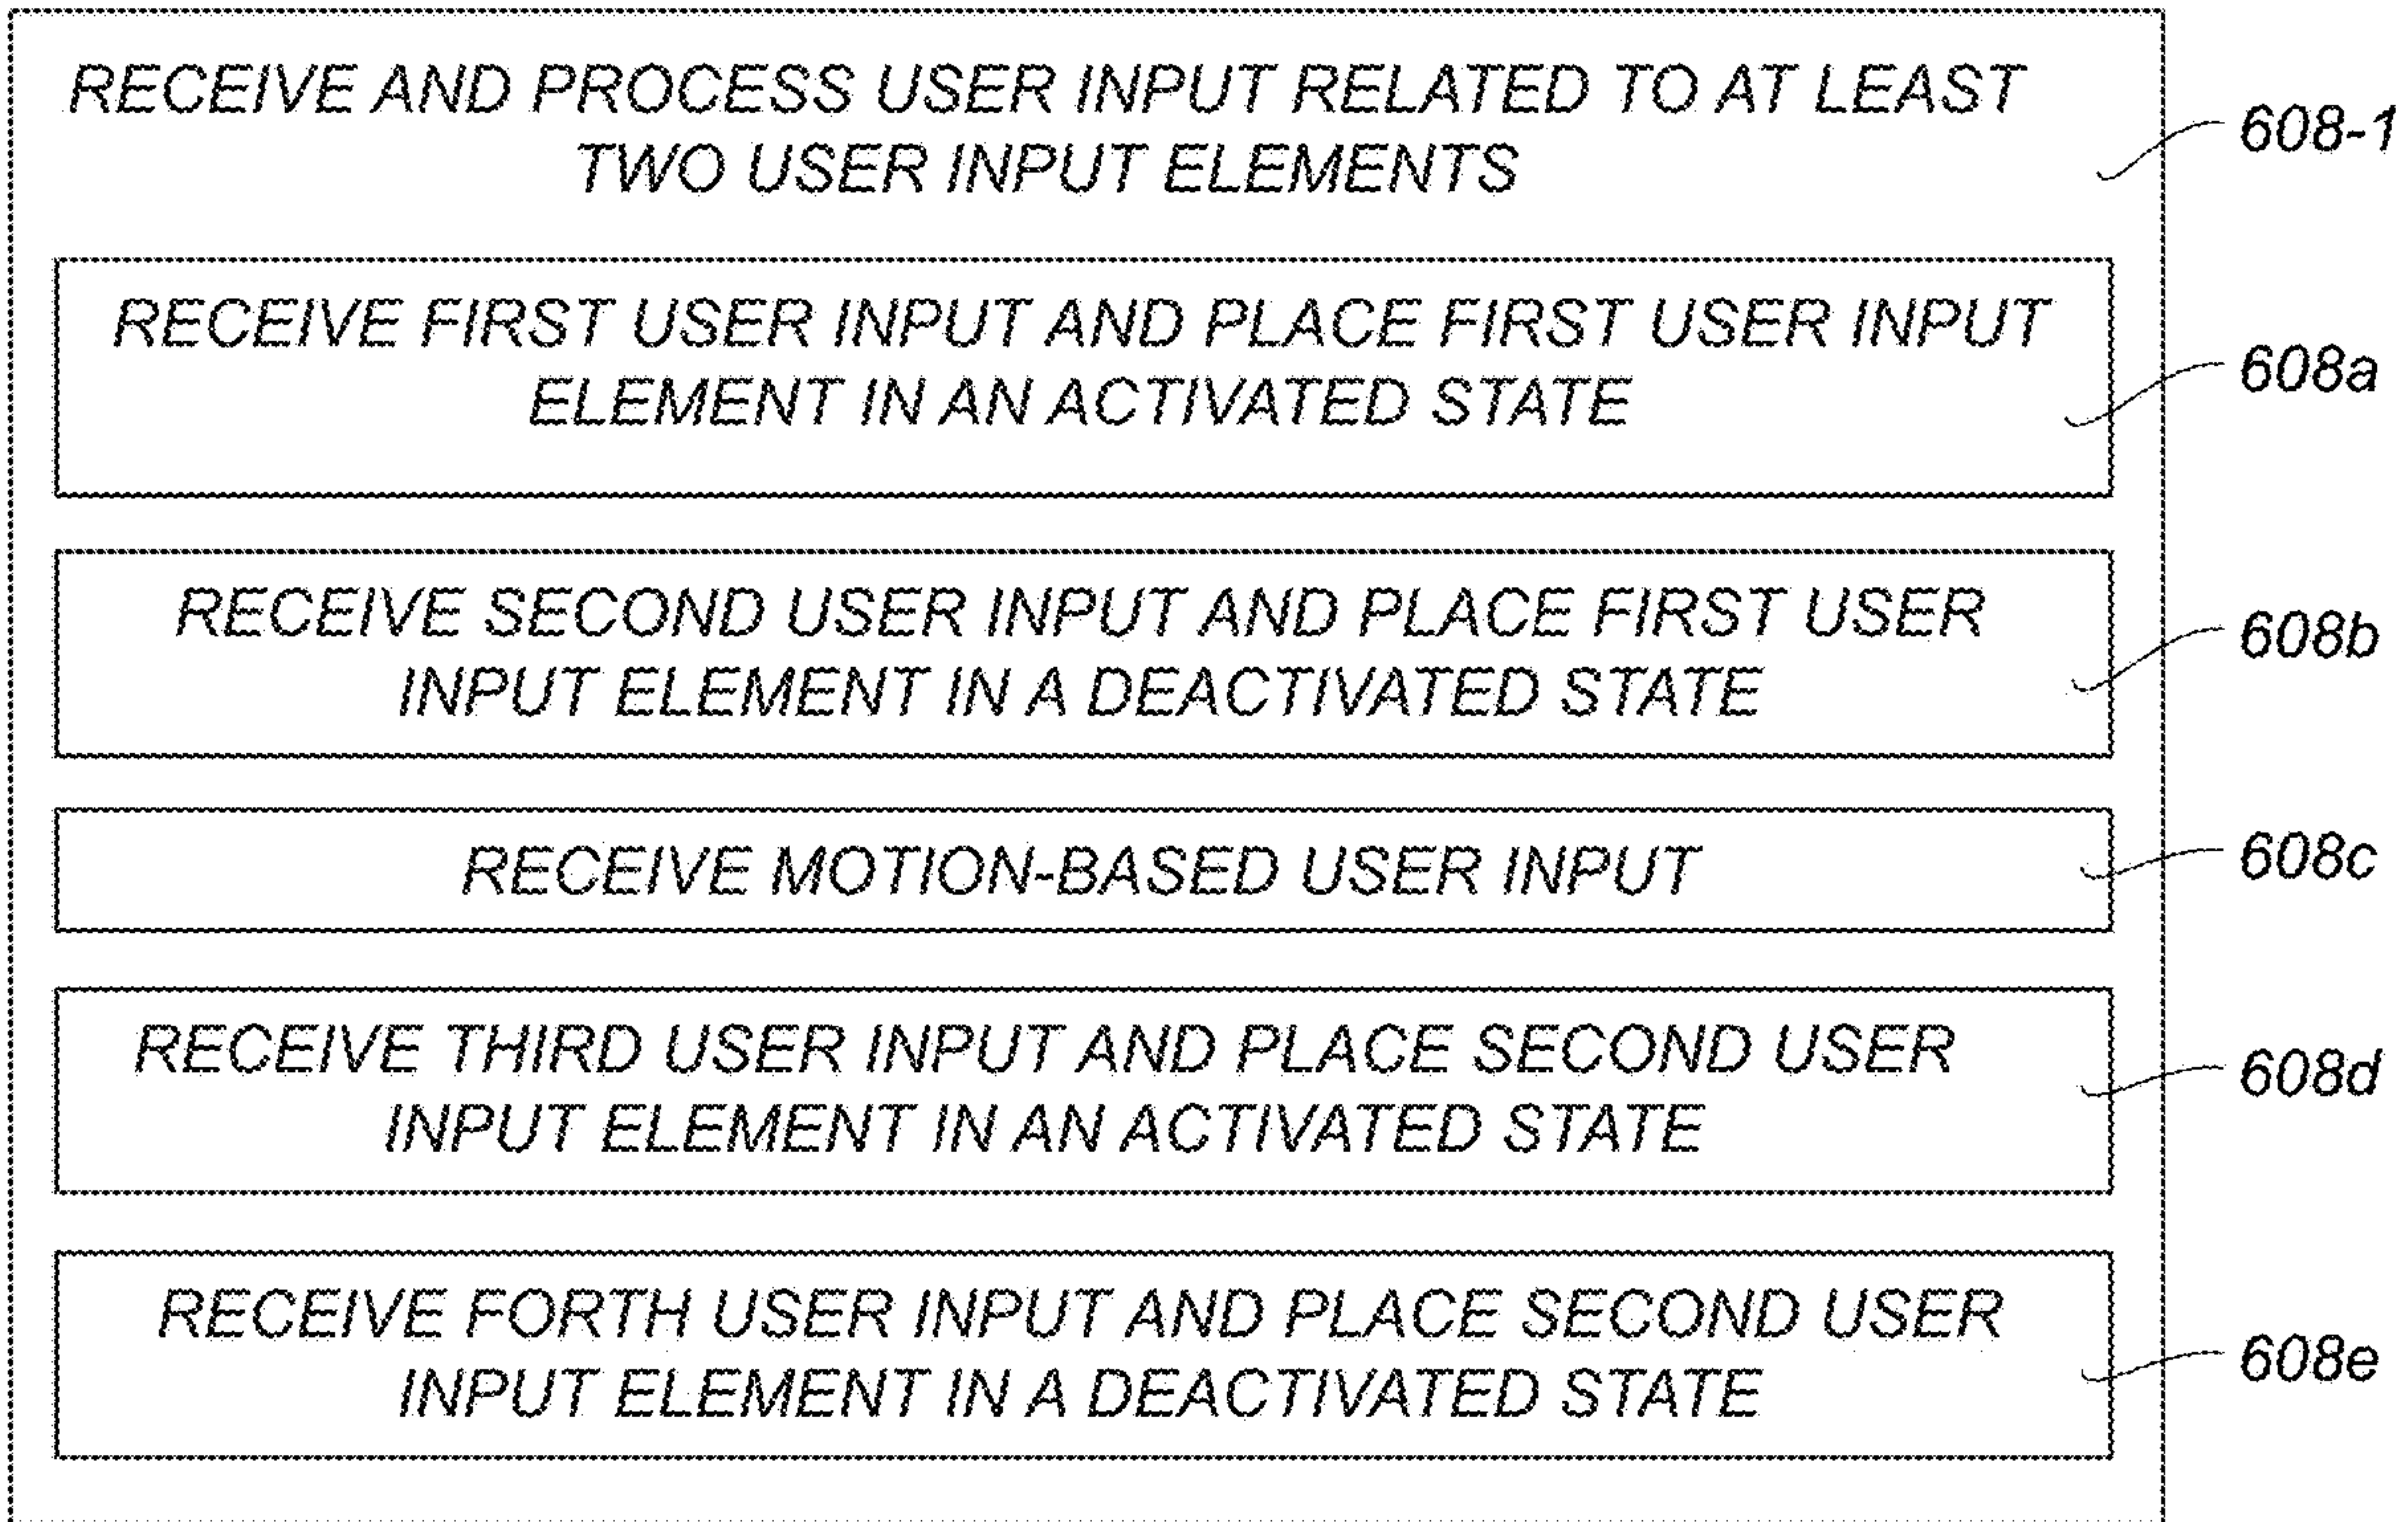 RECEIVE AND PROCESS USER INPUT RELATED TO AT LEAST
TWO USER INPUT ELEMENTS
608-1
RECEIVE FIRST USER INPUT AND PLACE FIRST USER INPUT
ELEMENT IN AN ACTIVATED STATE
608a
RECEIVE SECOND USER INPUT AND PLACE FIRST USER
INPUT ELEMENT IN A DEACTIVATED STATE
608b
RECEIVE MOTION-BASED USER INPUT
608c
RECEIVE THIRD USER INPUT AND PLACE SECOND USER
INPUT ELEMENT IN AN ACTIVATED STATE
608d
RECEIVE FORTH USER INPUT AND PLACE SECOND USER
INPUT ELEMENT IN A DEACTIVATED STATE
608e